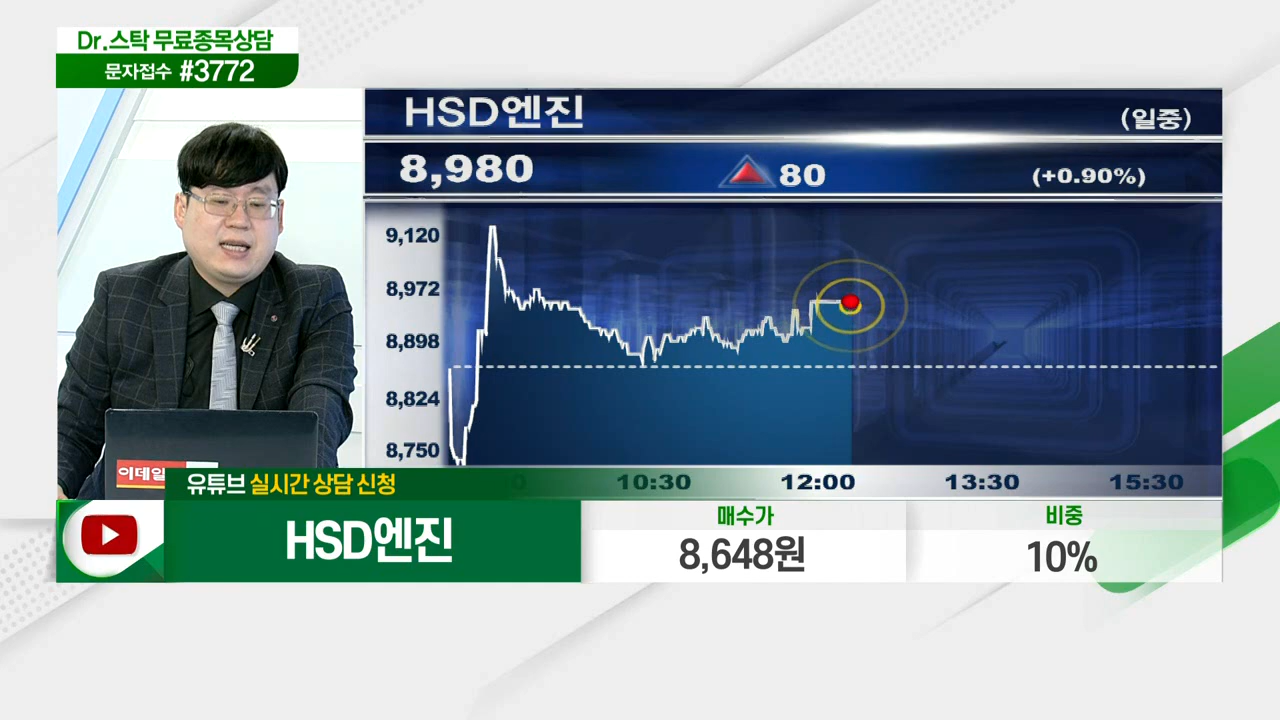 Dr.스탁 무료종목상담
문자접수 #3772
HSD엔진
(일중)
8,980
80
(+0.90%)
9,120
8,972
8,898
8,824
8,750
10:30
12:00
13:30
15:30
이데일
유튜브 실시간 상담 신청
HSD엔진
매수가
8,648원
비중
10%